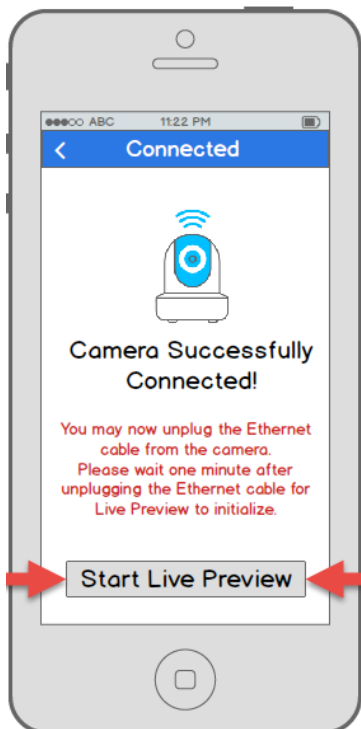 ABC 11:22 PM
< Connected
Camera Successfully
Connected!
You may now unplug the Ethernet
cable from the camera.
Please wait one minute after
unplugging the Ethernet cable for
Live Preview to initialize.
Start Live Preview